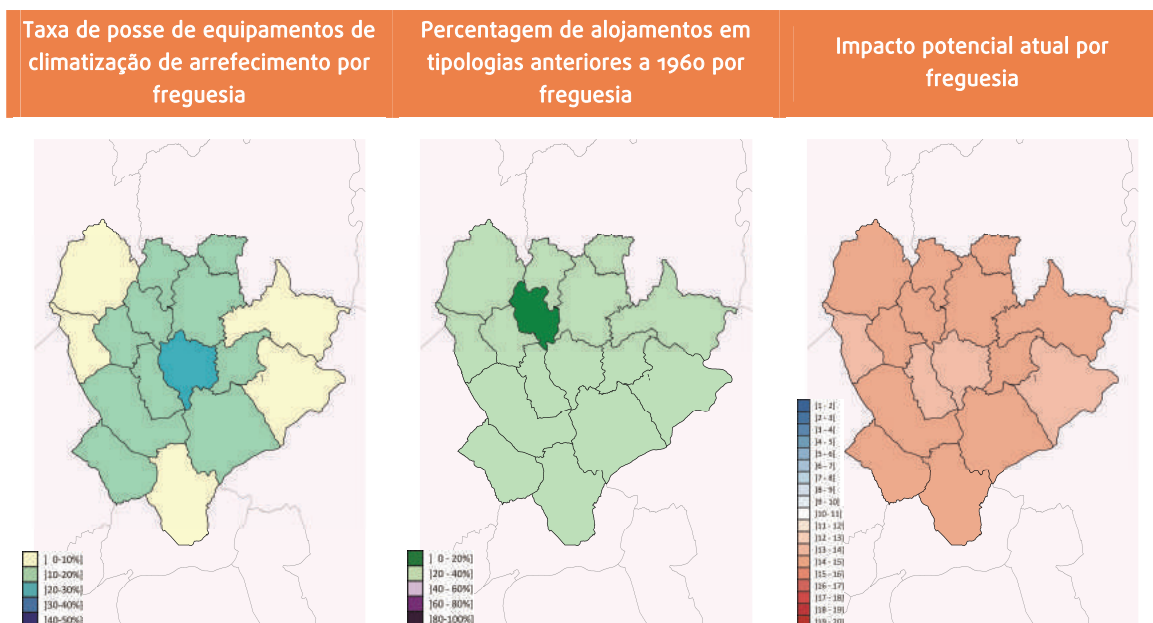 Taxa de posse de equipamentos de
climatização de arrefecimento por
freguesia
Percentagem de alojamentos em
tipologias anteriores a 1960 por
freguesia
Impacto potencial atual por
freguesia
] 0-10%]
]10-20%]
]20-30%]
]30-40%]
]40-50%]
] 0 - 20%]
]20 - 40%]
]40 - 60%]
]60 - 80%]
]80-100%]
]1 - 2[
]2 - 3[
]3 - 4[
]4 - 5[
]5 - 6[
]6 - 7[
]7 - 8[
]8 - 9[
]9 - 10[
]10 - 11[
]11 - 12[
]12 - 13[
]13 - 14[
]14 - 15[
]15 - 16[
]16 - 17[
]17 - 18[
]18 - 19[
]19 - 20[